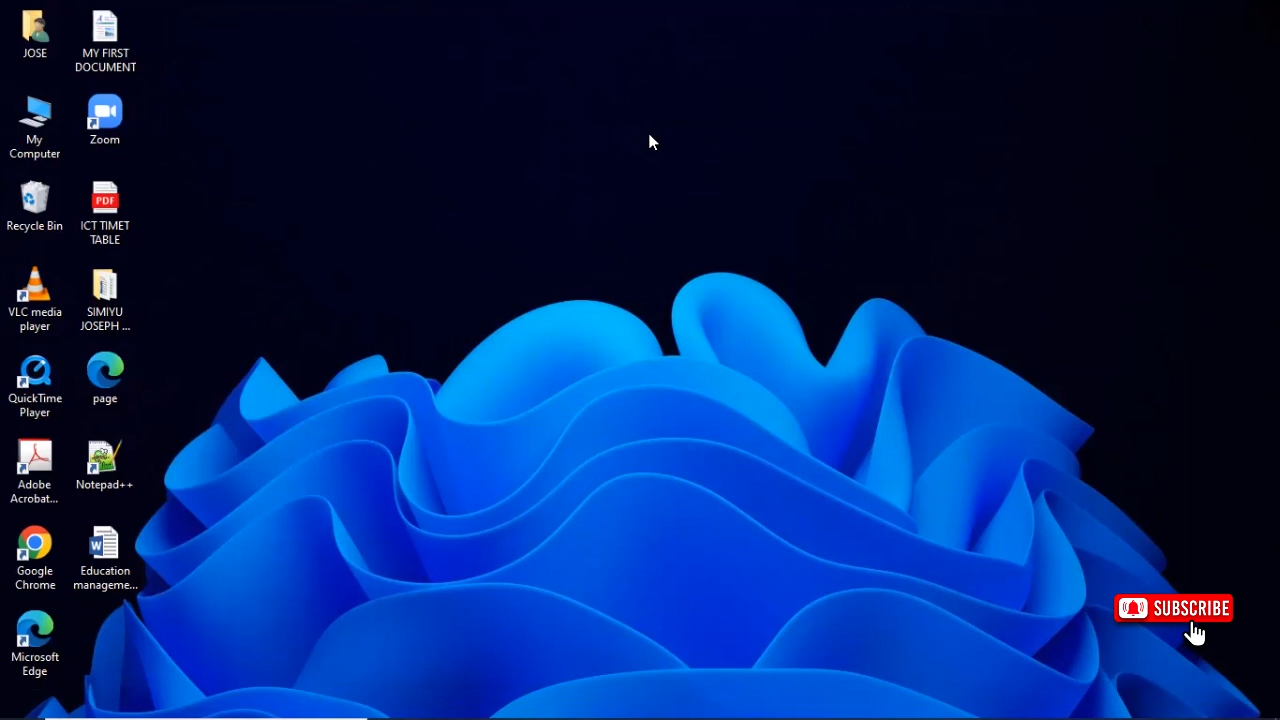 JOSE
MY FIRST
DOCUMENT
My
Computer
Zoom
Recycle Bin
PDF
ICT TIMET
TABLE
VLC media
player
SIMIYU
JOSEPH ...
QuickTime
Player
page
Adobe
Acrobat...
Notepad++
Google
Chrome
W
Education
manageme...
Microsoft
Edge
SUBSCRIBE